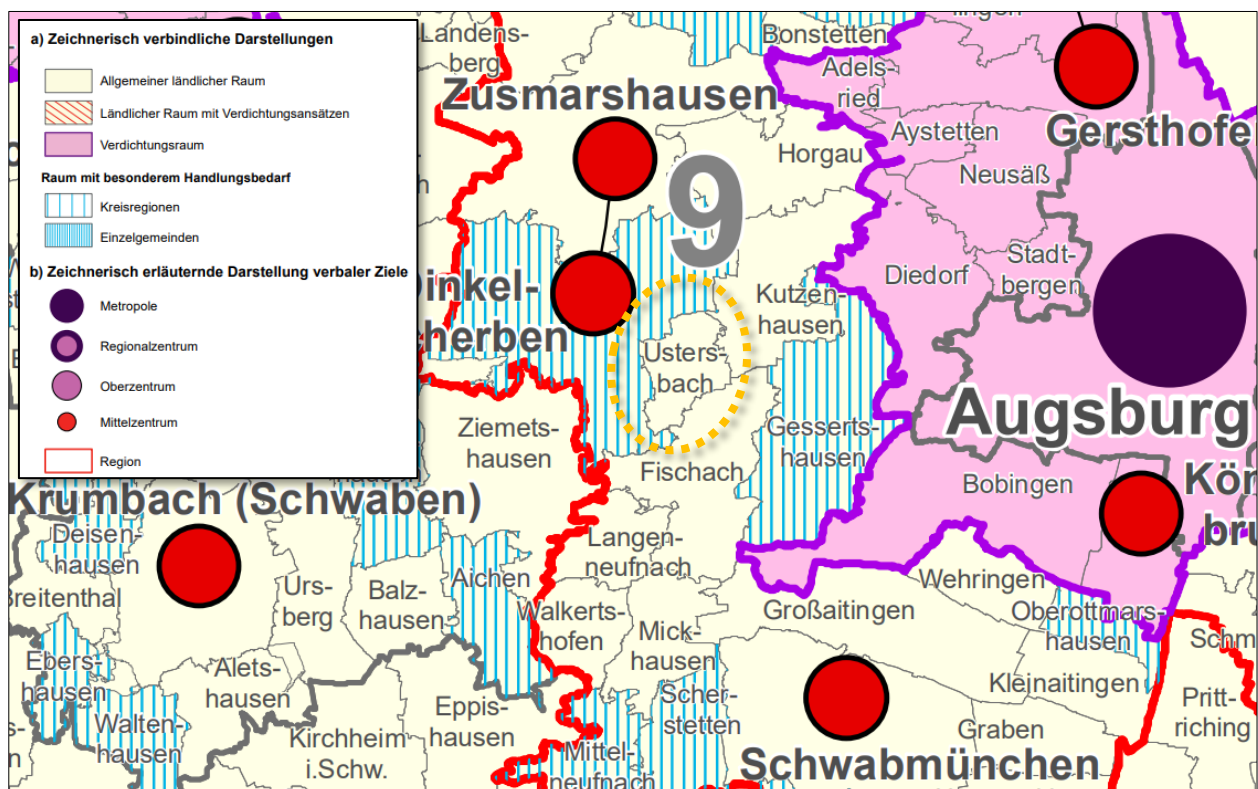 a) Zeichnerisch verbindliche Darstellungen
Allgemeiner ländlicher Raum
Ländlicher Raum mit Verdichtungsansätzen
Verdichtungsraum
Raum mit besonderem Handlungsbedarf
Kreisregionen
Einzelgemeinden
b) Zeichnerisch erläuternde Darstellung verbaler Ziele
Metropole
Regionalzentrum
Oberzentrum
Mittelzentrum
Region
Landens-
berg
Bonstetten
Adels-
ried
Zusmarshausen
Aystetten
Gersthofe
Horgau
Neusäß
9
Diedorf
Stadt-
bergen
inkel-
herben
Kutzen-
hausen
Usters-
bach
Augsburg
Ziemets-
hausen
Gesserts-
hausen
Fischach
Bobingen
Kön
bru
Krumbach (Schwaben)
Deisen-
hausen
Breitenthal
Urs-
berg
Balz-
hausen
Aichen
Langen-
neufnach
Walkerts-
hofen
Mick-
hausen
Großaitingen
Wehringen
Oberottmars-
hausen
Schm
Ebers-
hausen
Alets-
hausen
Walten-
hausen
Eppis-
hausen
Kirchheim
i.Schw.
Scher-
stetten
Mittel-
neufnach
Kleinaitingen
Graben
Pritt-
riching
Schwabmünchen